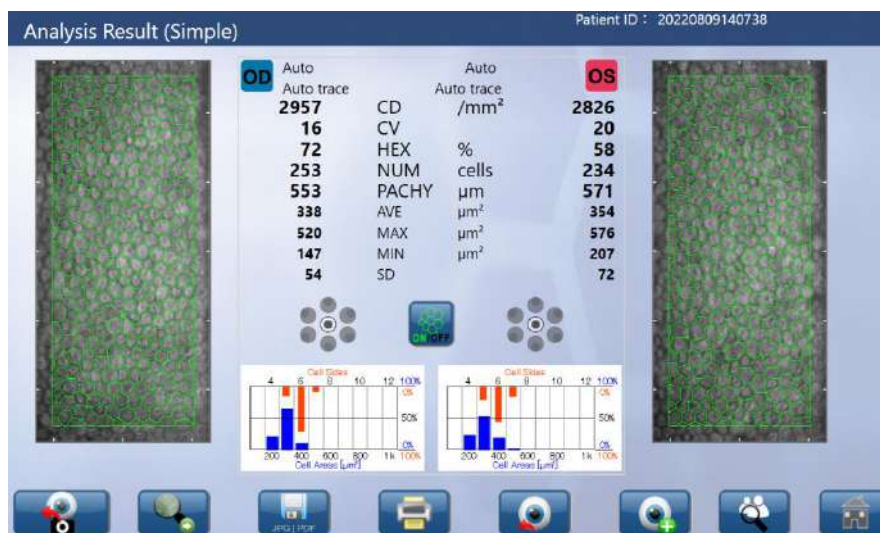 Analysis Result (Simple)
Patient ID : 20220809140738
OD Auto Auto OS
Auto trace Auto trace
2957 CD /mm² 2826
16 CV 20
72 HEX % 58
253 NUM cells 234
553 PACHY μm 571
338 AVE μm² 354
520 MAX μm² 576
147 MIN μm² 207
54 SD 72
ON/OFF
Cell Sides
4 6 8 10 12 100%
0%
50%
0%
200 400 600 800 1k 100%
Cell Areas [μm²]
Cell Sides
4 6 8 10 12 100%
0%
50%
0%
200 400 600 800 1k 100%
Cell Areas [μm²]
JPG | PDF